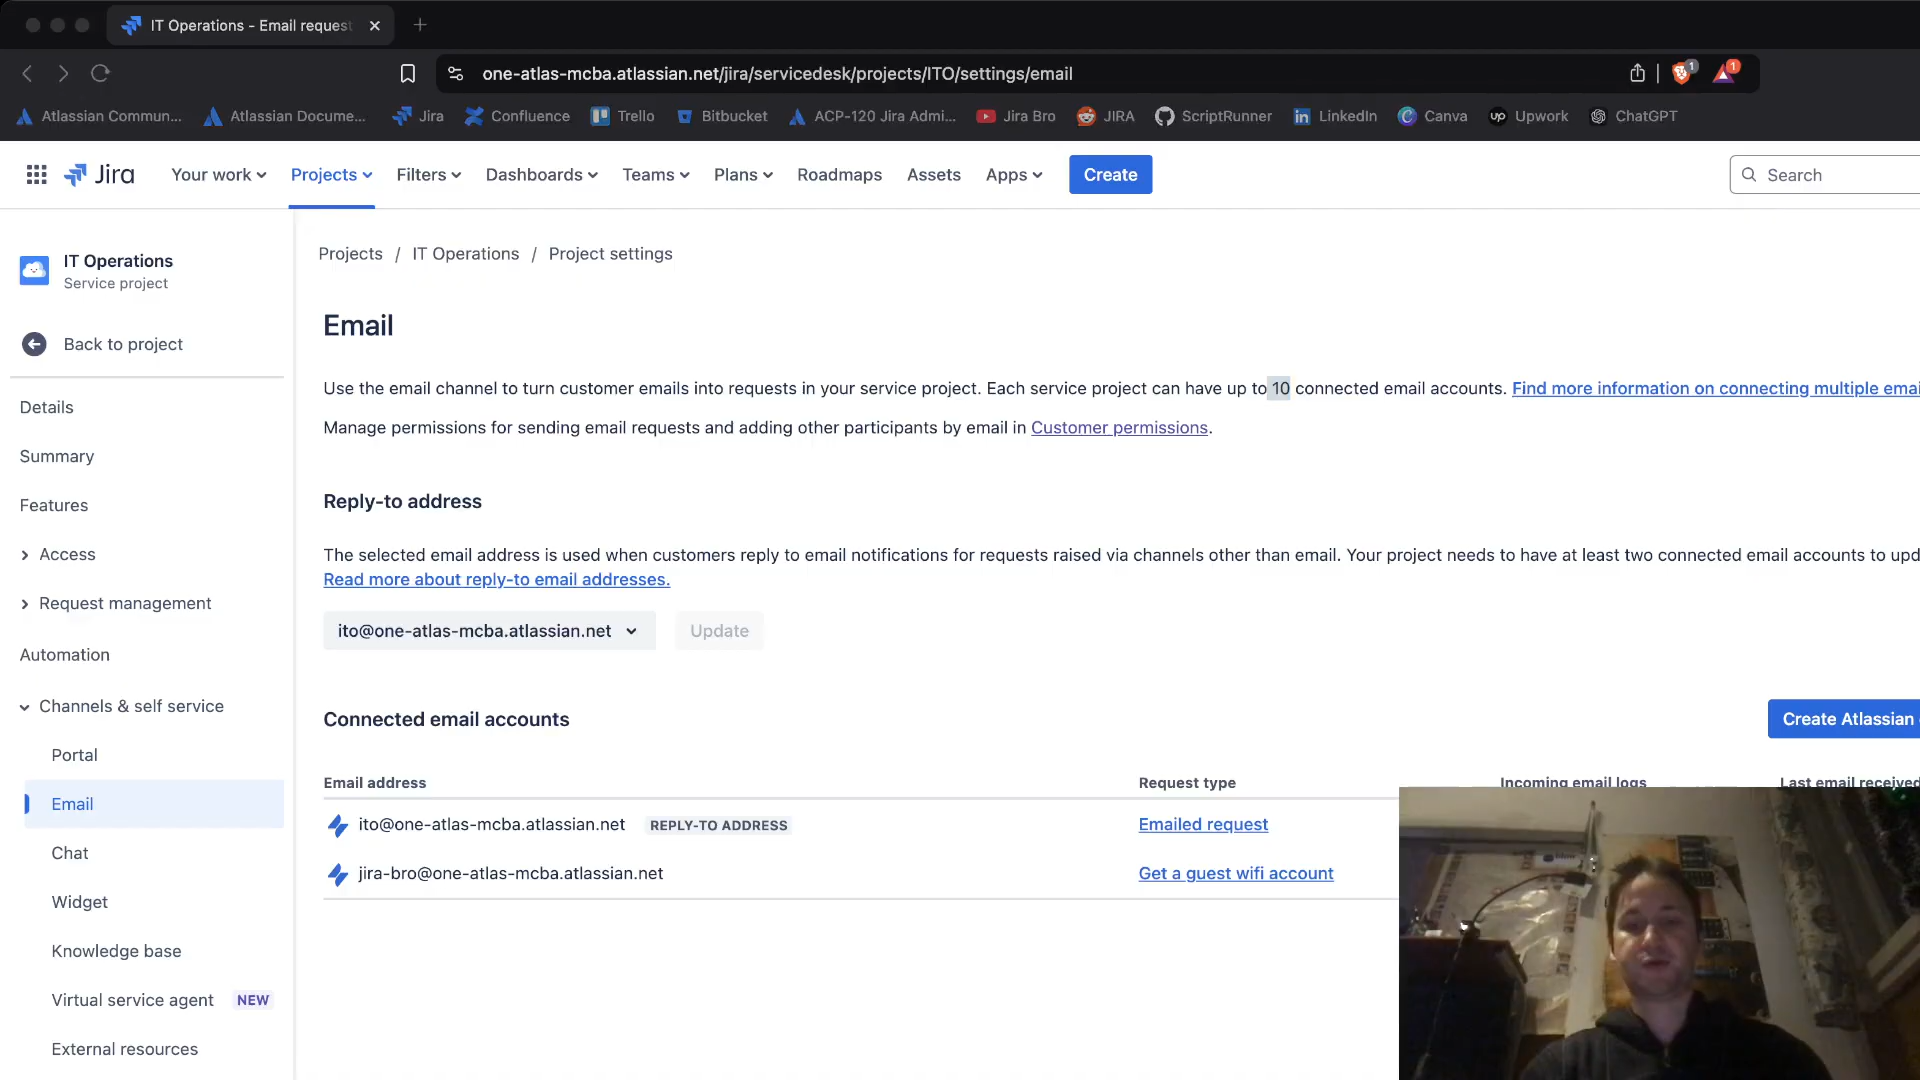 IT Operations - Email request
one-atlas-mcba.atlassian.net/jira/servicedesk/projects/ITO/settings/email
1
1
Atlassian Commun...
Atlassian Docume...
Jira
Confluence
Trello
Bitbucket
ACP-120 Jira Admi...
Jira Bro
JIRA
ScriptRunner
LinkedIn
Canva
up Upwork
ChatGPT
Jira
Your work
Projects
Filters
Dashboards
Teams
Plans
Roadmaps
Assets
Apps
Create
Search
IT Operations
Service project
Back to project
Details
Summary
Features
Access
Request management
Automation
Channels & self service
Portal
Email
Chat
Widget
Knowledge base
Virtual service agent NEW
External resources
Projects / IT Operations / Project settings
Email
Use the email channel to turn customer emails into requests in your service project. Each service project can have up to 10 connected email accounts. Find more information on connecting multiple emai
Manage permissions for sending email requests and adding other participants by email in Customer permissions.
Reply-to address
The selected email address is used when customers reply to email notifications for requests raised via channels other than email. Your project needs to have at least two connected email accounts to upd
Read more about reply-to email addresses.
ito@one-atlas-mcba.atlassian.net
Update
Connected email accounts
Create Atlassian
Email address
Request type
Incoming email logs
Last email received
ito@one-atlas-mcba.atlassian.net REPLY-TO ADDRESS
Emailed request
jira-bro@one-atlas-mcba.atlassian.net
Get a guest wifi account